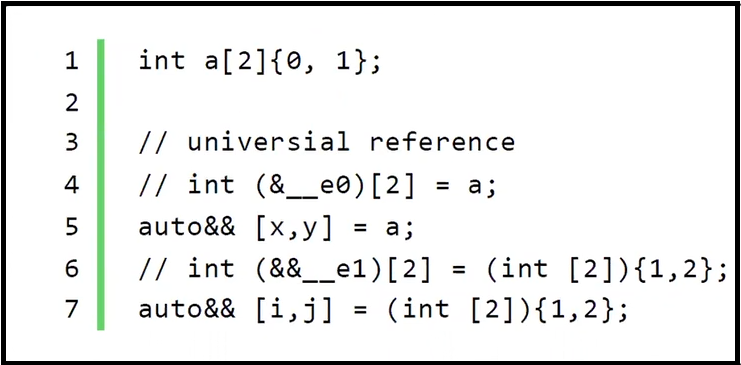 1 int a[2]{0, 1};
2
3 // universial reference
4 // int (&__e0)[2] = a;
5 auto&& [x,y] = a;
6 // int (&&__e1)[2] = (int [2]){1,2};
7 auto&& [i,j] = (int [2]){1,2};